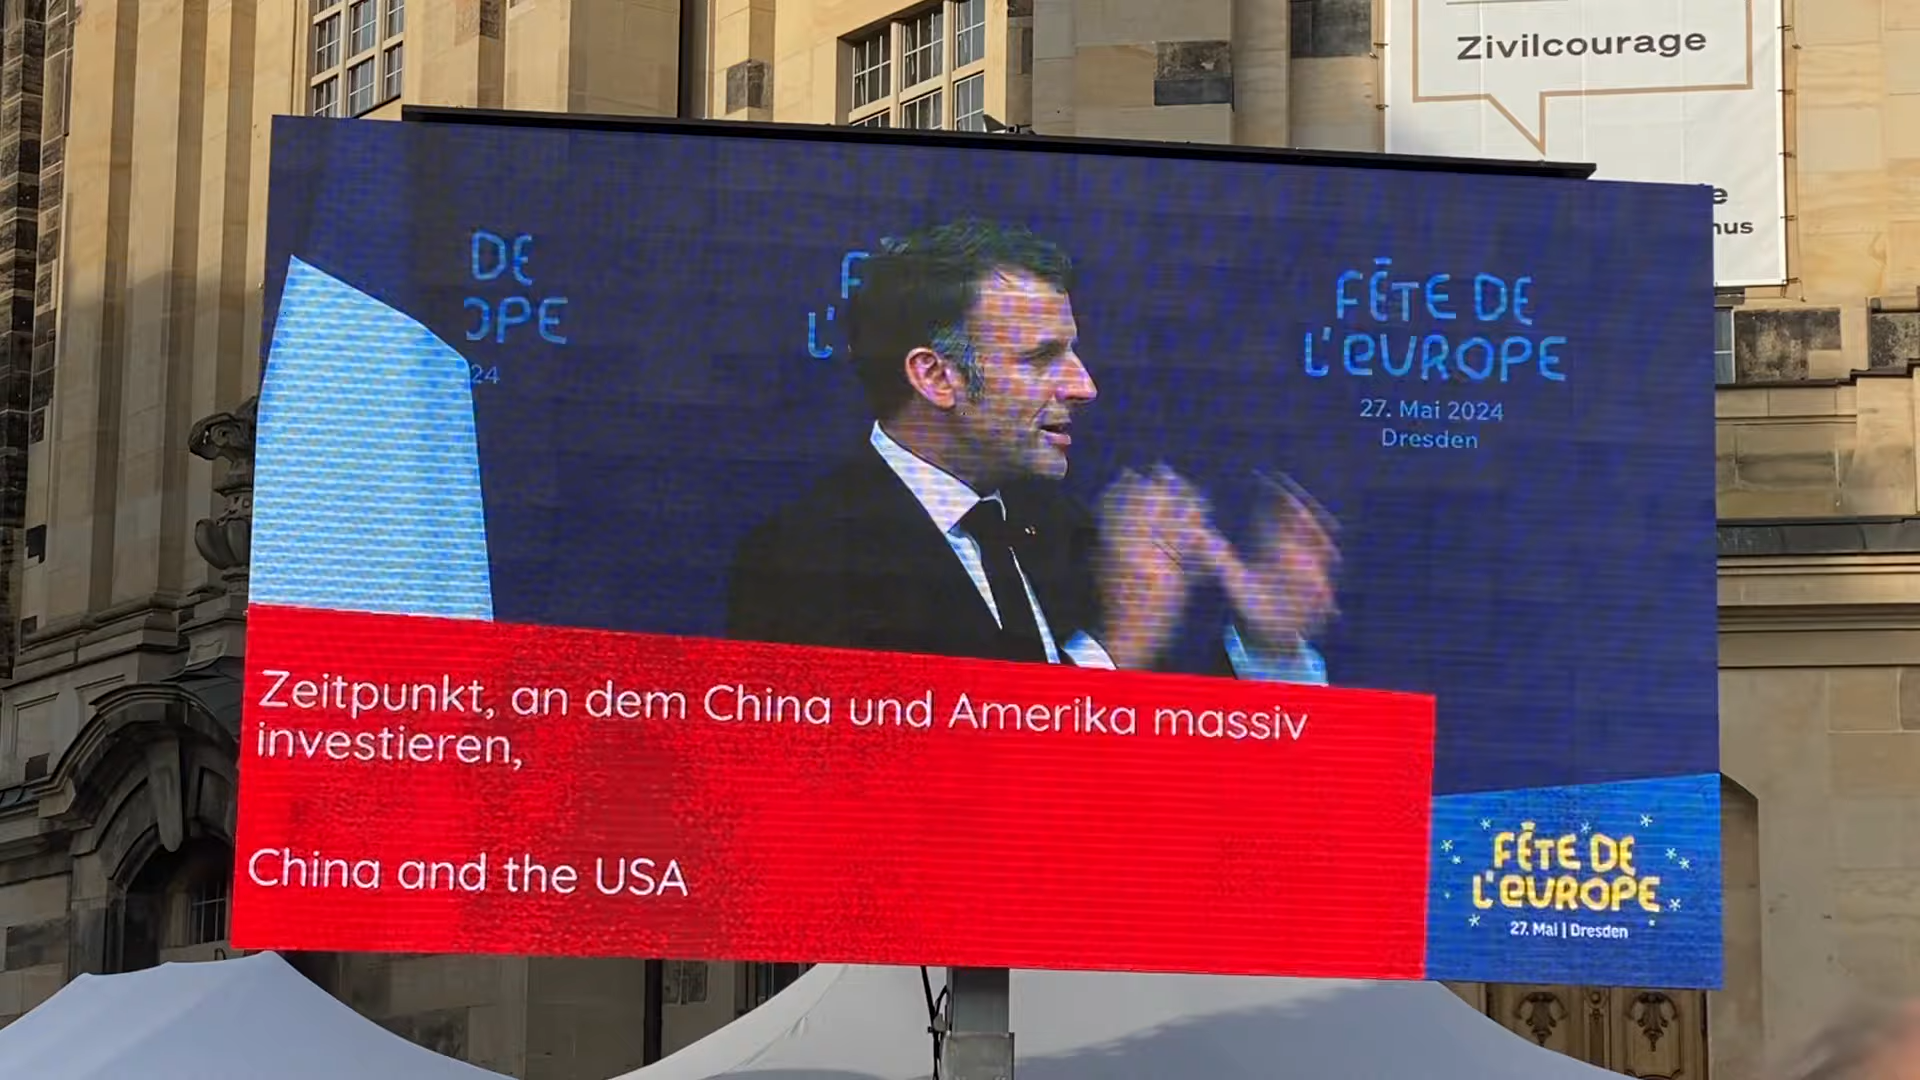 Zivilcourage
e
nus
DE
OPE
24
F
L'
FÊTE DE
L'EUROPE
27. Mai 2024
Dresden
Zeitpunkt, an dem China und Amerika massiv
investieren,
China and the USA
FÊTE DE
L'EUROPE
27. Mai | Dresden